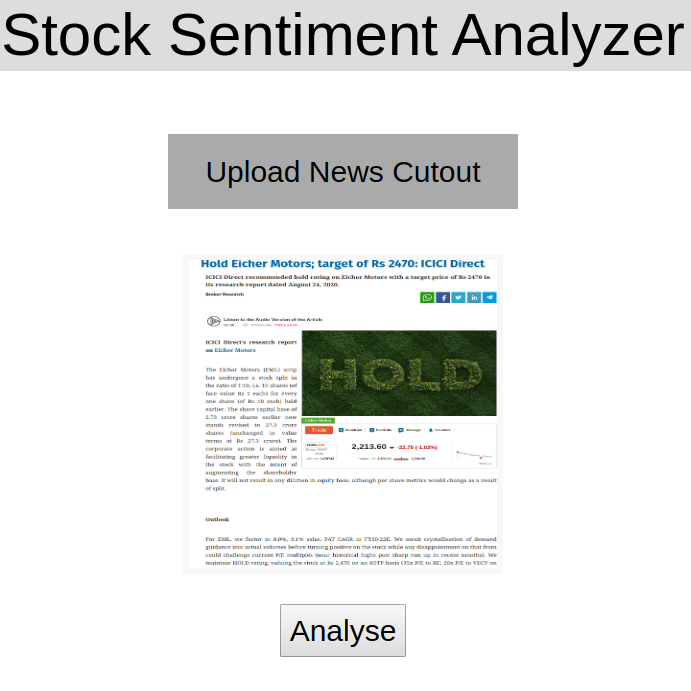 Stock Sentiment Analyzer
Upload News Cutout
Hold Eicher Motors; target of Rs 2470: ICICI Direct
ICICI Direct recommended hold rating on Eicher Motors with a target price of Rs 2470 in
its research report dated August 24, 2020.
Broker Research
Listen to the Audio Version of the Article
ICICI Direct's research report
on Eicher Motors
HOLD
The Eicher Motors (EML) scrip
has undergone a stock split in
the ratio of 1:10, i.e. 10 shares (of
face value Rs 1 each) for every
one share (of Rs 10 each) held
earlier. The share capital base of
2.73 crore shares earlier now
stands revised to 27.3 crore
shares (unchanged in value
terms at Rs 27.3 crore). The
corporate action is aimed at
facilitating greater liquidity in
the stock with the intent of
augmenting the shareholder
base. It will not result in any dilution in equity base, although per share metrics would change as a result
of split.
Trade
2,213.60 -22.75 (-1.02%)
Outlook
For EML, we factor in 8.0%, 3.1% sales, PAT CAGR in FY20-22E. We await crystallisation of demand
guidance into actual volumes before turning positive on the stock while any disappointment on that front
could challenge current P/E multiples (near historical highs post sharp run up in recent months). We
maintain HOLD rating, valuing the stock at Rs 2,470 on an SOTP basis (35x P/E to RE; 20x P/E to VECV on
Analyse